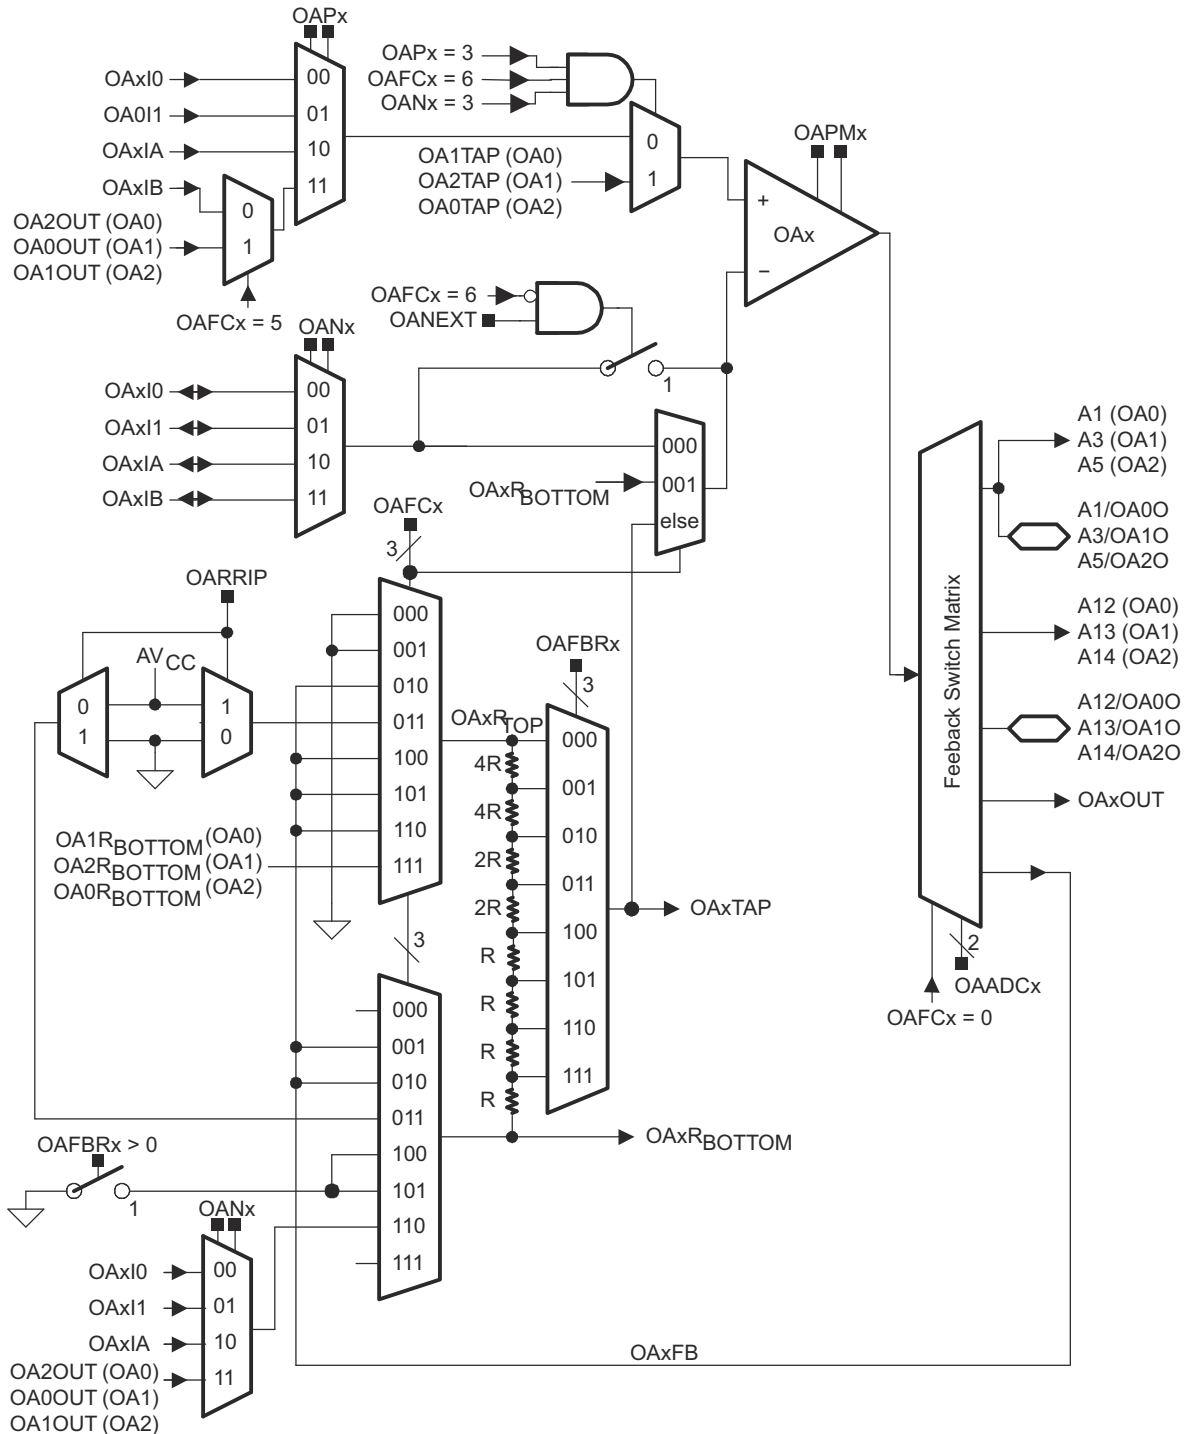 OAPx
OAxI0
OA0I1
OAxIA
OAxIB
OA2OUT (OA0)
OA0OUT (OA1)
OA1OUT (OA2)
00
01
10
11
0
1
OAFCx = 5
OAPx = 3
OAFCx = 6
OANx = 3
OA1TAP (OA0)
OA2TAP (OA1)
OA0TAP (OA2)
0
1
OAPMx
+
OAx
−
OAFCx = 6
OANEXT
1
OANx
OAxI0
OAxI1
OAxIA
OAxIB
00
01
10
11
OAxRBOTTOM
000
001
else
OAFCx
3
OARRIP
AVCC
0
1
1
0
000
001
010
011
100
101
110
111
OA1RBOTTOM (OA0)
OA2RBOTTOM (OA1)
OA0RBOTTOM (OA2)
3
OAxRTOP
4R
4R
2R
2R
R
R
R
R
OAFBRx
3
000
001
010
011
100
101
110
111
OAxTAP
000
001
010
011
100
101
110
111
OAxRBOTTOM
OAFBRx > 0
1
OANx
OAxI0
OAxI1
OAxIA
OA2OUT (OA0)
OA0OUT (OA1)
OA1OUT (OA2)
00
01
10
11
OAxFB
Feeback Switch Matrix
A1 (OA0)
A3 (OA1)
A5 (OA2)
A1/OA0O
A3/OA1O
A5/OA2O
A12 (OA0)
A13 (OA1)
A14 (OA2)
A12/OA0O
A13/OA1O
A14/OA2O
OAxOUT
2
OAADCx
OAFCx = 0